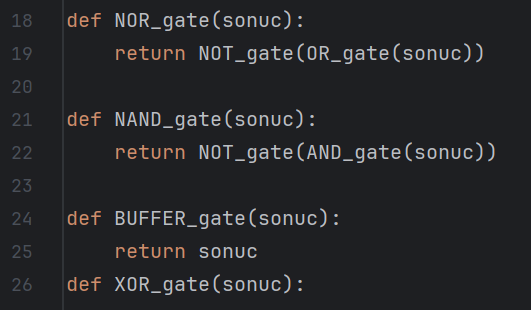 18 def NOR_gate(sonuc):
19     return NOT_gate(OR_gate(sonuc))
20
21 def NAND_gate(sonuc):
22     return NOT_gate(AND_gate(sonuc))
23
24 def BUFFER_gate(sonuc):
25     return sonuc
26 def XOR_gate(sonuc):